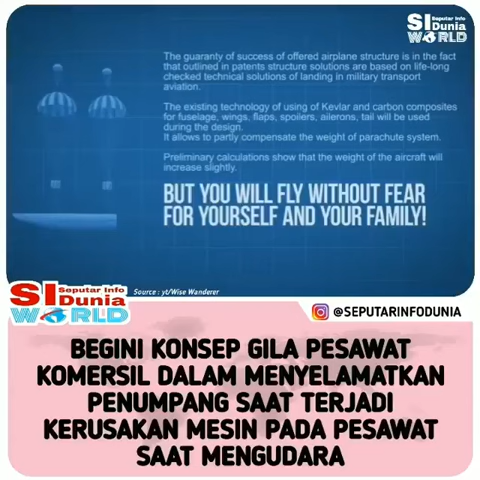 SI Seputar Info
Dunia
WORLD
The guaranty of success of offered airplane structure is in the fact
that outlined in patents structure solutions are based on life-long
checked technical solutions of landing in military transport
aviation.
The existing technology of using of Kevlar and carbon composites
for fuselage, wings, flaps, spoilers, ailerons, tail will be used
during the design.
It allows to partly compensate the weight of parachute system.
Preliminary calculations show that the weight of the aircraft will
increase slightly.
BUT YOU WILL FLY WITHOUT FEAR
FOR YOURSELF AND YOUR FAMILY!
Source : yt/Wise Wanderer
SI Seputar Info
Dunia
WORLD
@SEPUTARINFODUNIA
BEGINI KONSEP GILA PESAWAT
KOMERSIL DALAM MENYELAMATKAN
PENUMPANG SAAT TERJADI
KERUSAKAN MESIN PADA PESAWAT
SAAT MENGUDARA